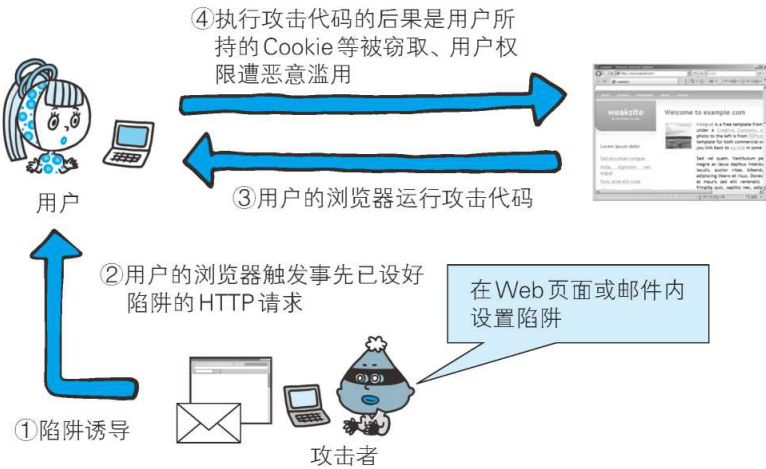 ④执行攻击代码的后果是用户所
持的Cookie等被窃取、用户权
限遭恶意滥用
weaksite
Welcome to example.com
用户
③用户的浏览器运行攻击代码
②用户的浏览器触发事先已设好
陷阱的HTTP请求
在Web页面或邮件内
设置陷阱
①陷阱诱导
攻击者